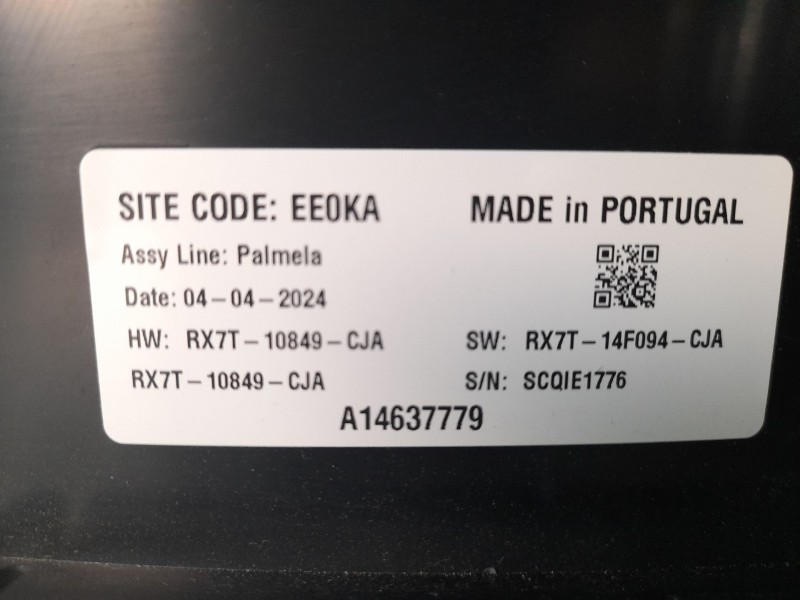 SITE CODE: EE0KA MADE in PORTUGAL
Assy Line: Palmela
Date: 04-04-2024
HW: RX7T-10849-CJA SW: RX7T-14F094-CJA
RX7T-10849-CJA S/N: SCQIE1776
A14637779